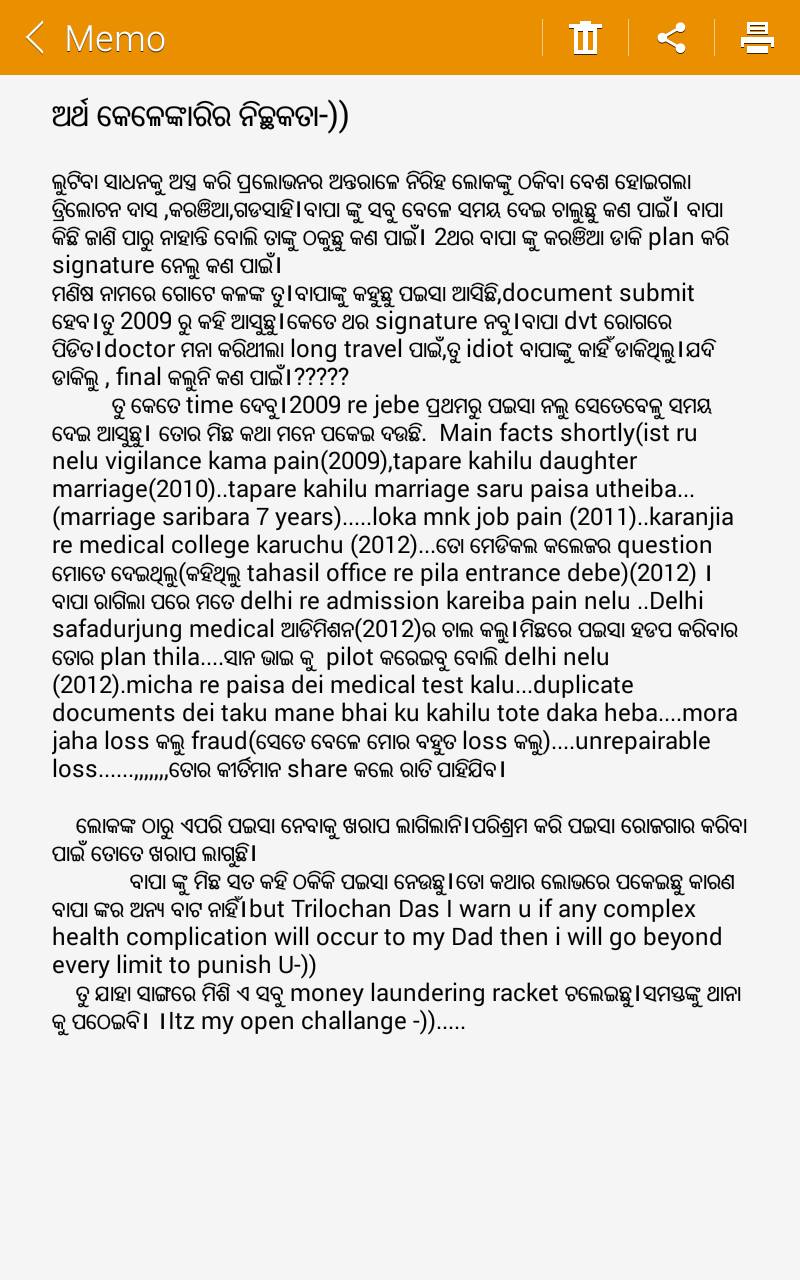 Memo
ଅର୍ଥ କେଳେଙ୍କାରିର ନିଚ୍ଛକତା-))
ଲୁଟିବା ସାଧନକୁ ଅସ୍ତ୍ର କରି ପ୍ରଲୋଭନର ଅନ୍ତରାଳେ ନିରିହ ଲୋକଙ୍କୁ ଠକିବା ବେଶ ହୋଇଗଲା
ତ୍ରିଲୋଚନ ଦାସ ,କରଞ୍ଜିଆ,ଗଡସାହି।ବାପା ଙ୍କୁ ସବୁ ବେଳେ ସମୟ ଦେଇ ଚାଲୁଛୁ କଣ ପାଇଁ। ବାପା
କିଛି ଜାଣି ପାରୁ ନାହାନ୍ତି ବୋଲି ତାଙ୍କୁ ଠକୁଛୁ କଣ ପାଇଁ। 2ଥର ବାପା ଙ୍କୁ କରଞ୍ଜିଆ ଡାକି plan କରି
signature ନେଲୁ କଣ ପାଇଁ।
ମଣିଷ ନାମରେ ଗୋଟେ କଳଙ୍କ ତୁ।ବାପାଙ୍କୁ କହୁଛୁ ପଇସା ଆସିଛି,document submit
ହେବ।ତୁ 2009 ରୁ କହି ଆସୁଛୁ।କେତେ ଥର signature ନବୁ।ବାପା dvt ରୋଗରେ
ପିଡିତ।doctor ମନା କରିଥୀଲା long travel ପାଇଁ,ତୁ idiot ବାପାଙ୍କୁ କାହିଁ ଡାକିଥିଲୁ।ଯଦି
ଡାକିଲୁ , final କଲୁନି କଣ ପାଇଁ।?????
ତୁ କେତେ time ଦେବୁ।2009 re jebe ପ୍ରଥମରୁ ପଇସା ନଲୁ ସେତେବେଳୁ ସମୟ
ଦେଇ ଆସୁଛୁ। ତୋର ମିଛ କଥା ମନେ ପକେଇ ଦଉଛି. Main facts shortly(ist ru
nelu vigilance kama pain(2009),tapare kahilu daughter
marriage(2010)..tapare kahilu marriage saru paisa utheiba...
(marriage saribara 7 years).....loka mnk job pain (2011)..karanjia
re medical college karuchu (2012)...ତୋ ମେଡିକଲ କଲେଜର question
ମୋତେ ଦେଇଥିଲୁ(କହିଥିଲୁ tahasil office re pila entrance debe)(2012) ।
ବାପା ରାଗିଲା ପରେ ମତେ delhi re admission kareiba pain nelu ..Delhi
safadurjung medical ଆଡିମିଶନ(2012)ର ଚାଲ କଲୁ।ମିଛରେ ପଇସା ହଡପ କରିବାର
ତୋର plan thila....ସାନ ଭାଇ କୁ pilot କରେଇବୁ ବୋଲି delhi nelu
(2012).micha re paisa dei medical test kalu...duplicate
documents dei taku mane bhai ku kahilu tote daka heba....mora
jaha loss କଲୁ fraud(ସେତେ ବେଳେ ମୋର ବହୁତ loss କଲୁ)....unrepairable
loss......,,,,,,,ତୋର କୀର୍ତିମାନ share କଲେ ରାତି ପାହିଯିବ।
ଲୋକଙ୍କ ଠାରୁ ଏପରି ପଇସା ନେବାକୁ ଖରାପ ଲାଗିଲାନି।ପରିଶ୍ରମ କରି ପଇସା ରୋଜଗାର କରିବା
ପାଇଁ ତୋତେ ଖରାପ ଲାଗୁଛି।
ବାପା ଙ୍କୁ ମିଛ ସତ କହି ଠକିକି ପଇସା ନେଉଛୁ।ତୋ କଥାର ଲୋଭରେ ପକେଇଛୁ କାରଣ
ବାପା ଙ୍କର ଅନ୍ୟ ବାଟ ନାହିଁ।but Trilochan Das I warn u if any complex
health complication will occur to my Dad then i will go beyond
every limit to punish U-))
ତୁ ଯାହା ସାଙ୍ଗରେ ମିଶି ଏ ସବୁ money laundering racket ଚଲେଇଛୁ।ସମସ୍ତଙ୍କୁ ଥାନା
କୁ ପଠେଇବି। ।Itz my open challange -)).....